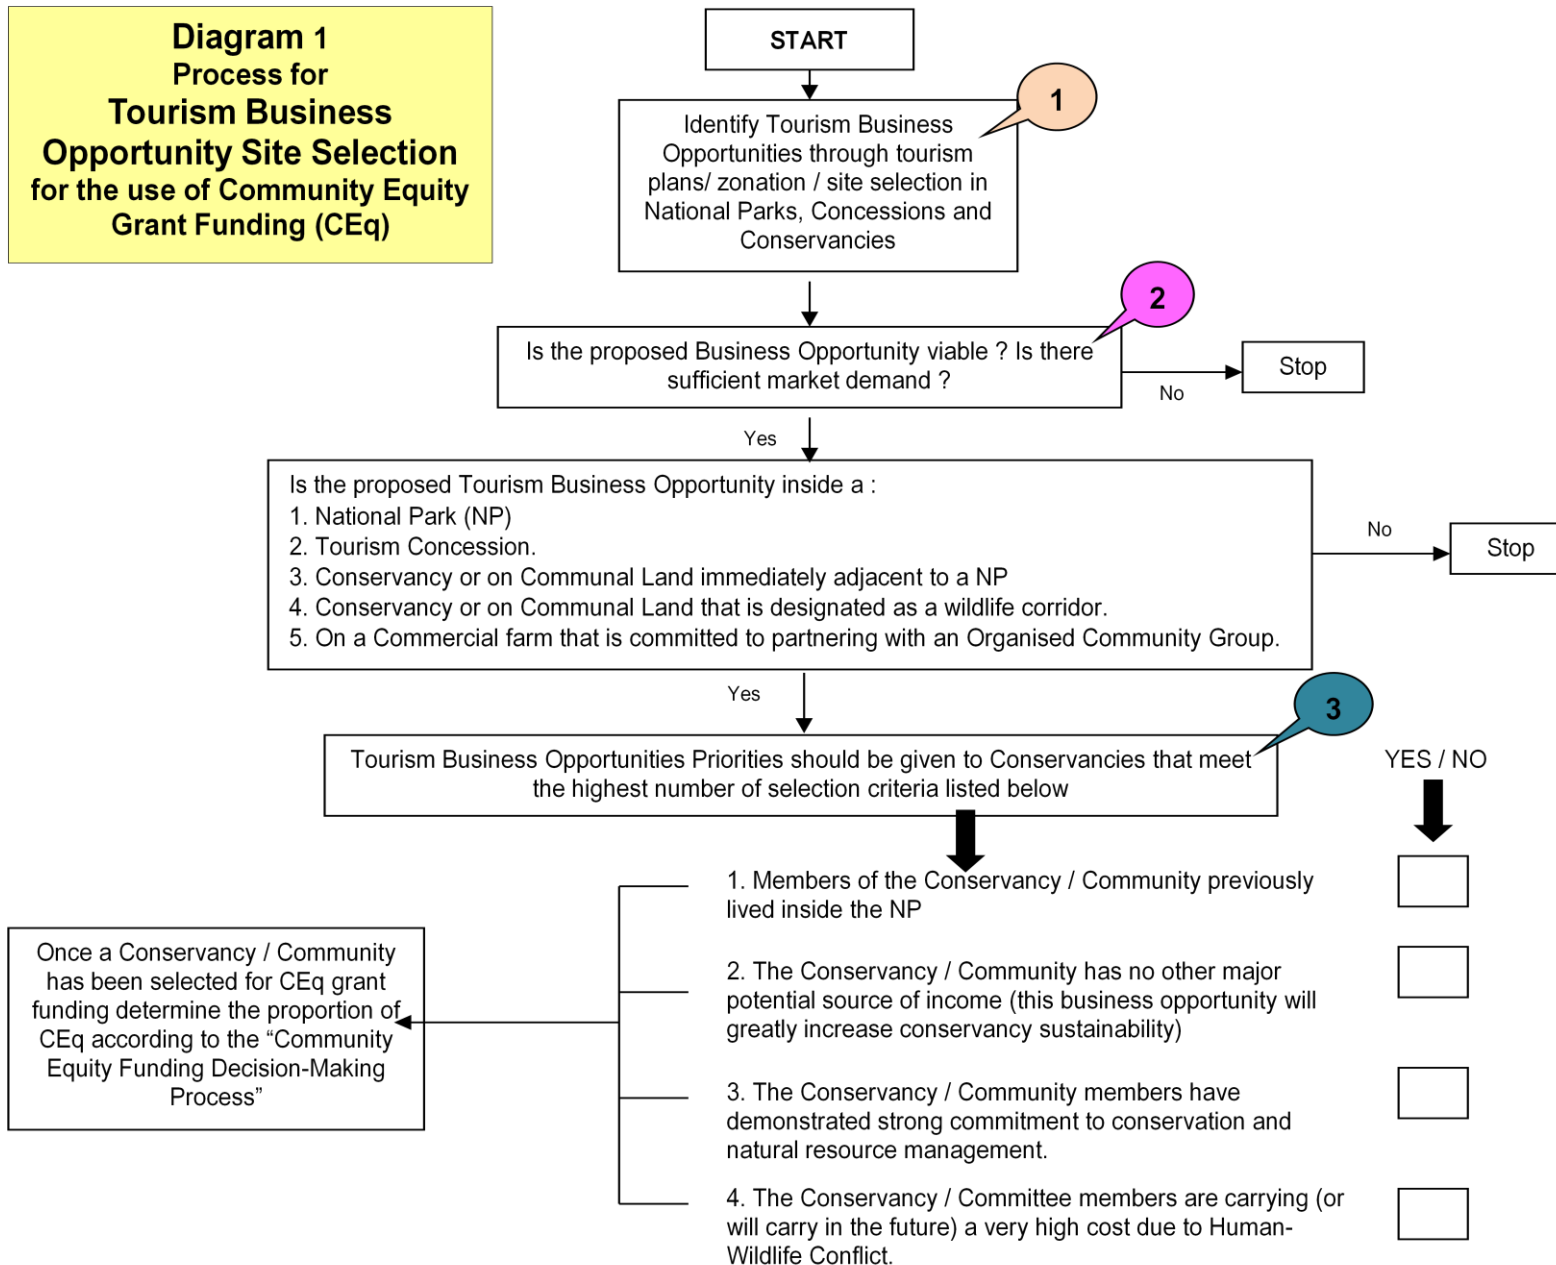 Diagram 1
Process for
Tourism Business
Opportunity Site Selection
for the use of Community Equity
Grant Funding (CEq)
START
1
Identify Tourism Business
Opportunities through tourism
plans/ zonation / site selection in
National Parks, Concessions and
Conservancies
2
Is the proposed Business Opportunity viable ? Is there
sufficient market demand ?
No
Stop
Yes
Is the proposed Tourism Business Opportunity inside a :
1. National Park (NP)
2. Tourism Concession.
3. Conservancy or on Communal Land immediately adjacent to a NP
4. Conservancy or on Communal Land that is designated as a wildlife corridor.
5. On a Commercial farm that is committed to partnering with an Organised Community Group.
No
Stop
Yes
3
Tourism Business Opportunities Priorities should be given to Conservancies that meet
the highest number of selection criteria listed below
YES / NO
1. Members of the Conservancy / Community previously
lived inside the NP
2. The Conservancy / Community has no other major
potential source of income (this business opportunity will
greatly increase conservancy sustainability)
3. The Conservancy / Community members have
demonstrated strong commitment to conservation and
natural resource management.
4. The Conservancy / Committee members are carrying (or
will carry in the future) a very high cost due to Human-
Wildlife Conflict.
Once a Conservancy / Community
has been selected for CEq grant
funding determine the proportion of
CEq according to the “Community
Equity Funding Decision-Making
Process”